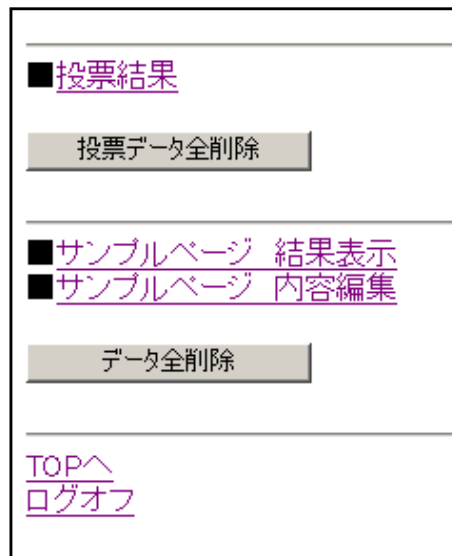 ■投票結果
投票データ全削除
■サンプルページ　結果表示
■サンプルページ　内容編集
データ全削除
TOPへ
ログオフ